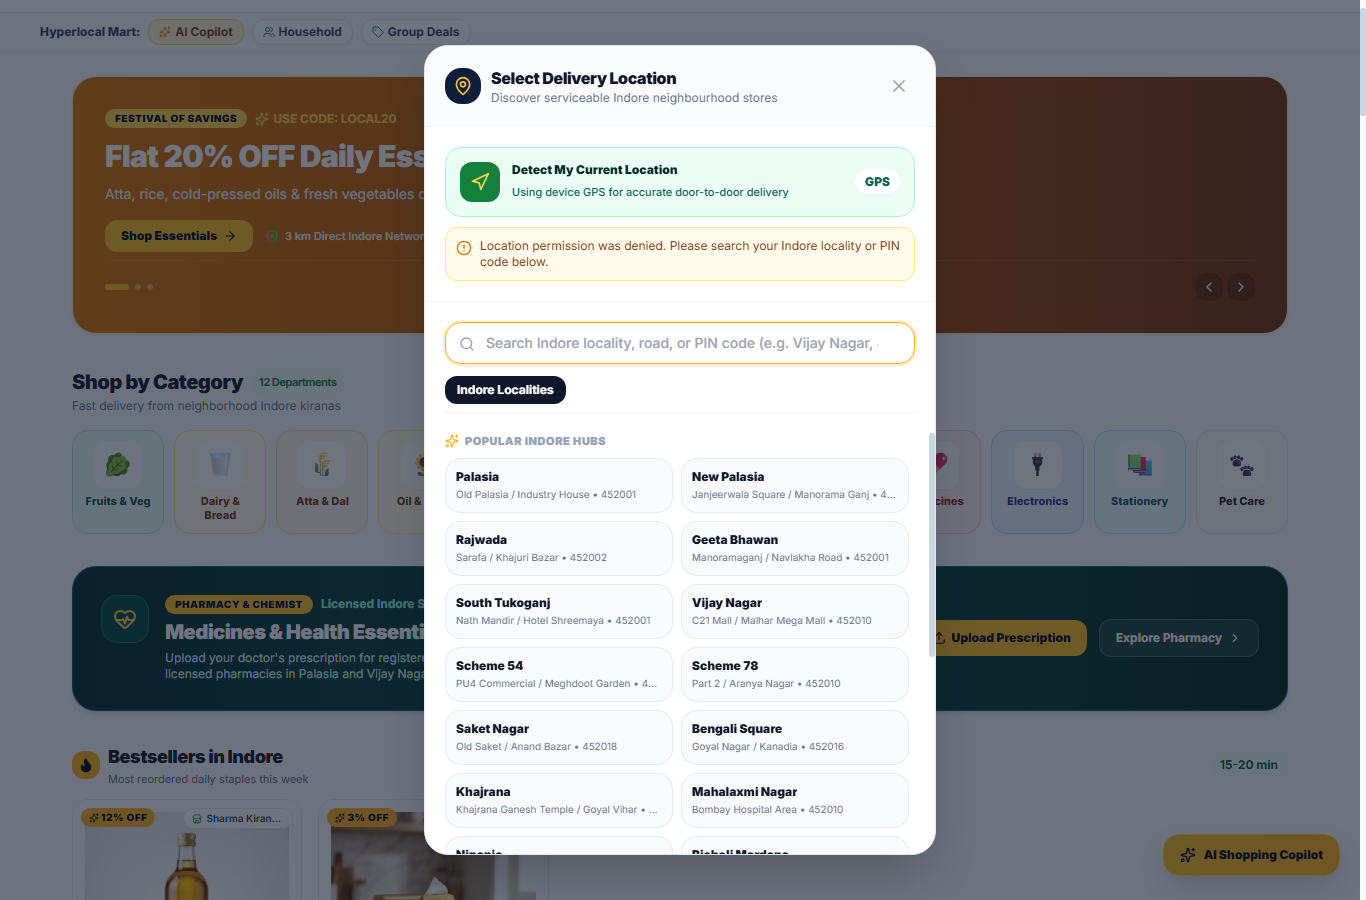 Hyperlocal Mart:
AI Copilot
Household
Group Deals
Select Delivery Location
Discover serviceable Indore neighbourhood stores
FESTIVAL OF SAVINGS
USE CODE: LOCAL20
Flat 20% OFF Daily Ess
Atta, rice, cold-pressed oils & fresh vegetables
Shop Essentials
3 km Direct Indore Networ
Detect My Current Location
Using device GPS for accurate door-to-door delivery
GPS
Location permission was denied. Please search your Indore locality or PIN
code below.
Search Indore locality, road, or PIN code (e.g. Vijay Nagar,
Indore Localities
Shop by Category
12 Departments
Fast delivery from neighborhood Indore kiranas
Fruits & Veg
Dairy &
Bread
Atta & Dal
Oil &
cines
Electronics
Stationery
Pet Care
POPULAR INDORE HUBS
Palasia
Old Palasia / Industry House • 452001
New Palasia
Janjeerwala Square / Manorama Ganj • 4...
Rajwada
Sarafa / Khajuri Bazar • 452002
Geeta Bhawan
Manoramaganj / Navlakha Road • 452001
South Tukoganj
Nath Mandir / Hotel Shreemaya • 452001
Vijay Nagar
C21 Mall / Malhar Mega Mall • 452010
Scheme 54
PU4 Commercial / Meghdoot Garden • 4...
Scheme 78
Part 2 / Aranya Nagar • 452010
Saket Nagar
Old Saket / Anand Bazar • 452018
Bengali Square
Goyal Nagar / Kanadia • 452016
Khajrana
Khajrana Ganesh Temple / Goyal Vihar • ...
Mahalaxmi Nagar
Bombay Hospital Area • 452010
PHARMACY & CHEMIST
Licensed Indore S
Medicines & Health Essenti
Upload your doctor's prescription for register
licensed pharmacies in Palasia and Vijay Naga
Upload Prescription
Explore Pharmacy
Bestsellers in Indore
Most reordered daily staples this week
15-20 min
12% OFF
Sharma Kiran...
3% OFF
AI Shopping Copilot